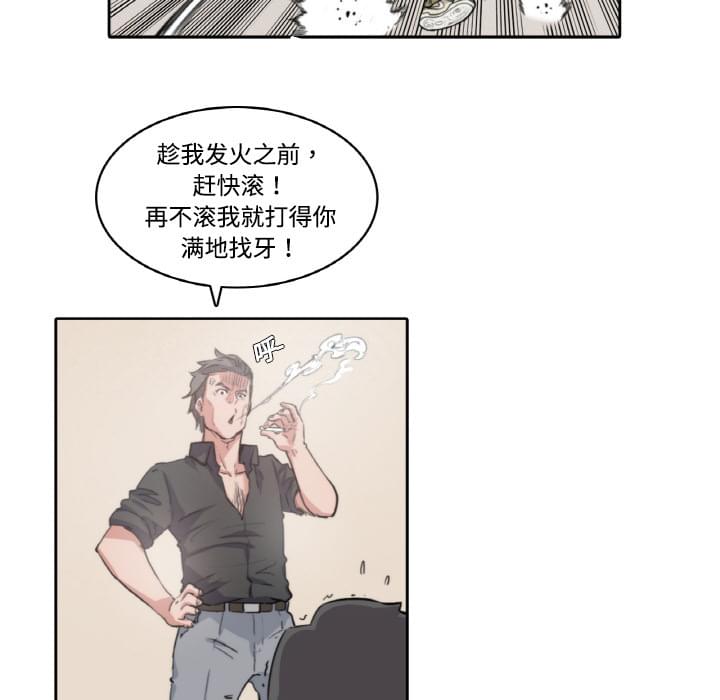 趁我发火之前，
赶快滚！
再不滚我就打得你
满地找牙！
呼